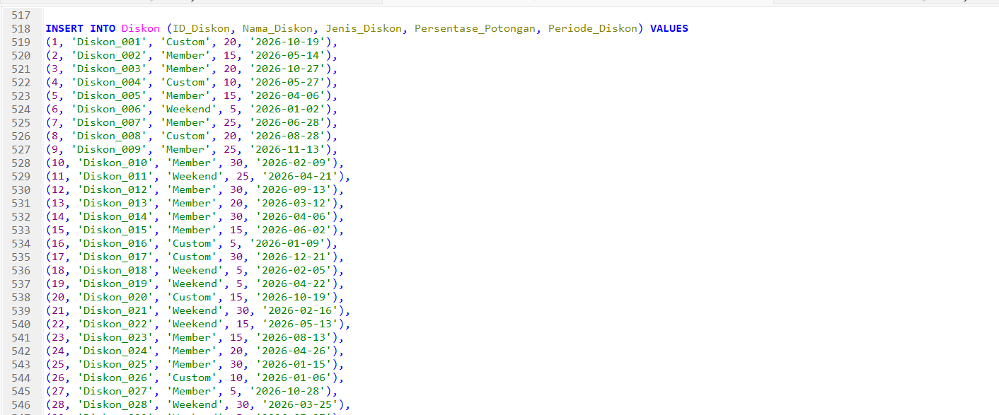 517
518 INSERT INTO Diskon (ID_Diskon, Nama_Diskon, Jenis_Diskon, Persentase_Potongan, Periode_Diskon) VALUES
519 (1, 'Diskon_001', 'Custom', 20, '2026-10-19'),
520 (2, 'Diskon_002', 'Member', 15, '2026-05-14'),
521 (3, 'Diskon_003', 'Member', 20, '2026-10-27'),
522 (4, 'Diskon_004', 'Custom', 10, '2026-05-27'),
523 (5, 'Diskon_005', 'Member', 15, '2026-04-06'),
524 (6, 'Diskon_006', 'Weekend', 5, '2026-01-02'),
525 (7, 'Diskon_007', 'Member', 25, '2026-06-28'),
526 (8, 'Diskon_008', 'Custom', 20, '2026-08-28'),
527 (9, 'Diskon_009', 'Member', 25, '2026-11-13'),
528 (10, 'Diskon_010', 'Member', 30, '2026-02-09'),
529 (11, 'Diskon_011', 'Weekend', 25, '2026-04-21'),
530 (12, 'Diskon_012', 'Member', 30, '2026-09-13'),
531 (13, 'Diskon_013', 'Member', 20, '2026-03-12'),
532 (14, 'Diskon_014', 'Member', 30, '2026-04-06'),
533 (15, 'Diskon_015', 'Member', 15, '2026-06-02'),
534 (16, 'Diskon_016', 'Custom', 5, '2026-01-09'),
535 (17, 'Diskon_017', 'Custom', 30, '2026-12-21'),
536 (18, 'Diskon_018', 'Weekend', 5, '2026-02-05'),
537 (19, 'Diskon_019', 'Weekend', 5, '2026-04-22'),
538 (20, 'Diskon_020', 'Custom', 15, '2026-10-19'),
539 (21, 'Diskon_021', 'Weekend', 30, '2026-02-16'),
540 (22, 'Diskon_022', 'Weekend', 15, '2026-05-13'),
541 (23, 'Diskon_023', 'Member', 15, '2026-08-13'),
542 (24, 'Diskon_024', 'Member', 20, '2026-04-26'),
543 (25, 'Diskon_025', 'Member', 30, '2026-01-15'),
544 (26, 'Diskon_026', 'Custom', 10, '2026-01-06'),
545 (27, 'Diskon_027', 'Member', 5, '2026-10-28'),
546 (28, 'Diskon_028', 'Weekend', 30, '2026-03-25'),